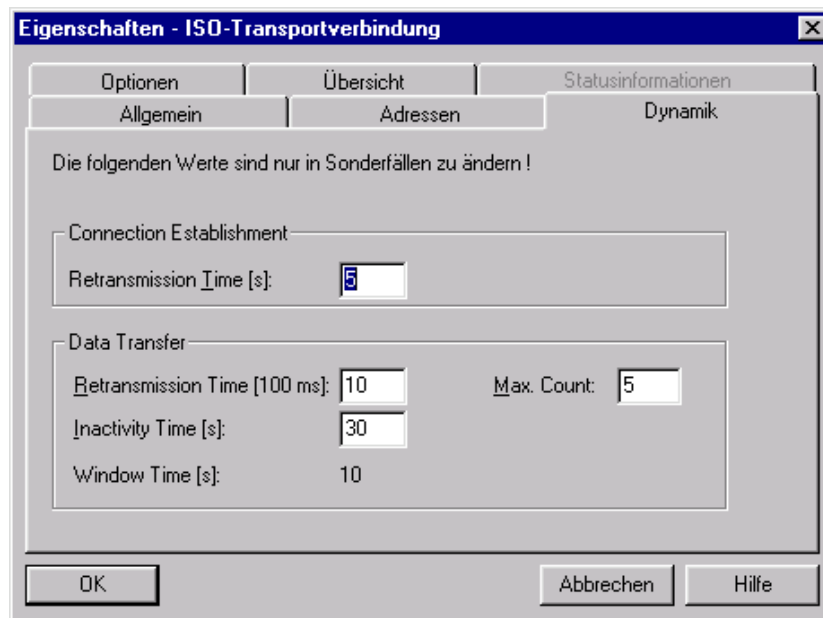 Eigenschaften - ISO-Transportverbindung
Optionen Übersicht Statusinformationen
Allgemein Adressen Dynamik
Die folgenden Werte sind nur in Sonderfällen zu ändern !
Connection Establishment
Retransmission Time [s]: 5
Data Transfer
Retransmission Time [100 ms]: 10 Max. Count: 5
Inactivity Time [s]: 30
Window Time [s]: 10
OK Abbrechen Hilfe